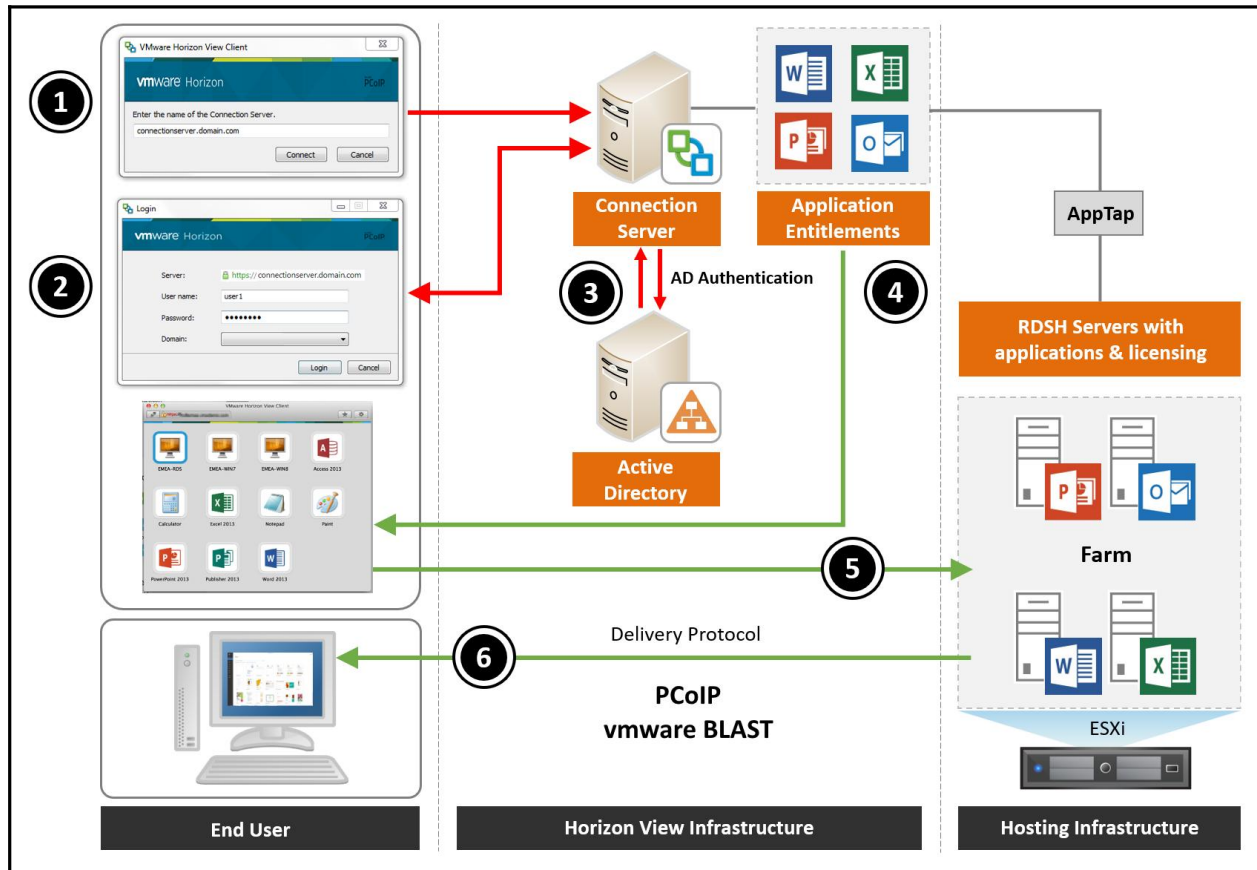 1
VMware Horizon View Client
vmware Horizon
PCoIP
Enter the name of the Connection Server.
connectionserver.domain.com
Connect
Cancel
2
Login
vmware Horizon
PCoIP
Server:
https://connectionserver.domain.com
User name:
user1
Password:
Domain:
Login
Cancel
VMware Horizon View Client
EMEA-RDS
EMEA-WIN7
EMEA-WIN8
Access 2013
Calculator
Excel 2013
Notepad
Paint
PowerPoint 2013
Publisher 2013
Word 2013
Connection
Server
3
AD Authentication
Active
Directory
W
X
P
O
Application
Entitlements
4
AppTap
RDSH Servers with
applications & licensing
P
O
Farm
W
X
ESXi
5
6
Delivery Protocol
PCoIP
vmware BLAST
End User
Horizon View Infrastructure
Hosting Infrastructure